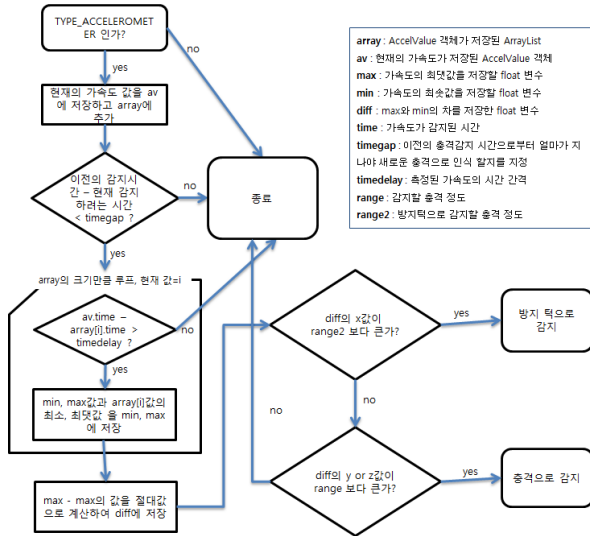 TYPE_ACCELEROMET
ER 인가?
no
yes
현재의 가속도 값을 av
에 저장하고 array에
추가
이전의 감지시
간 – 현재 감지
하려는 시간
< timegap ?
no
종료
yes
array의 크기만큼 루프, 현재 값=i
av.time –
array[i].time >
timedelay ?
no
yes
min, max값과 array[i]값의
최소, 최댓값 을 min, max
에 저장
max - max의 값을 절대값
으로 계산하여 diff에 저장
array : AccelValue 객체가 저장된 ArrayList
av : 현재의 가속도가 저장된 AccelValue 객체
max : 가속도의 최댓값을 저장할 float 변수
min : 가속도의 최솟값을 저장할 float 변수
diff : max와 min의 차를 저장한 float 변수
time : 가속도가 감지된 시간
timegap : 이전의 충격감지 시간으로부터 얼마가 지
나야 새로운 충격으로 인식 할지를 지정
timedelay : 측정된 가속도의 시간 간격
range : 감지할 충격 정도
range2 : 방지턱으로 감지할 충격 정도
diff의 x값이
range2 보다 큰가?
yes
방지 턱으로
감지
no
no
diff의 y or z값이
range 보다 큰가?
yes
충격으로 감지